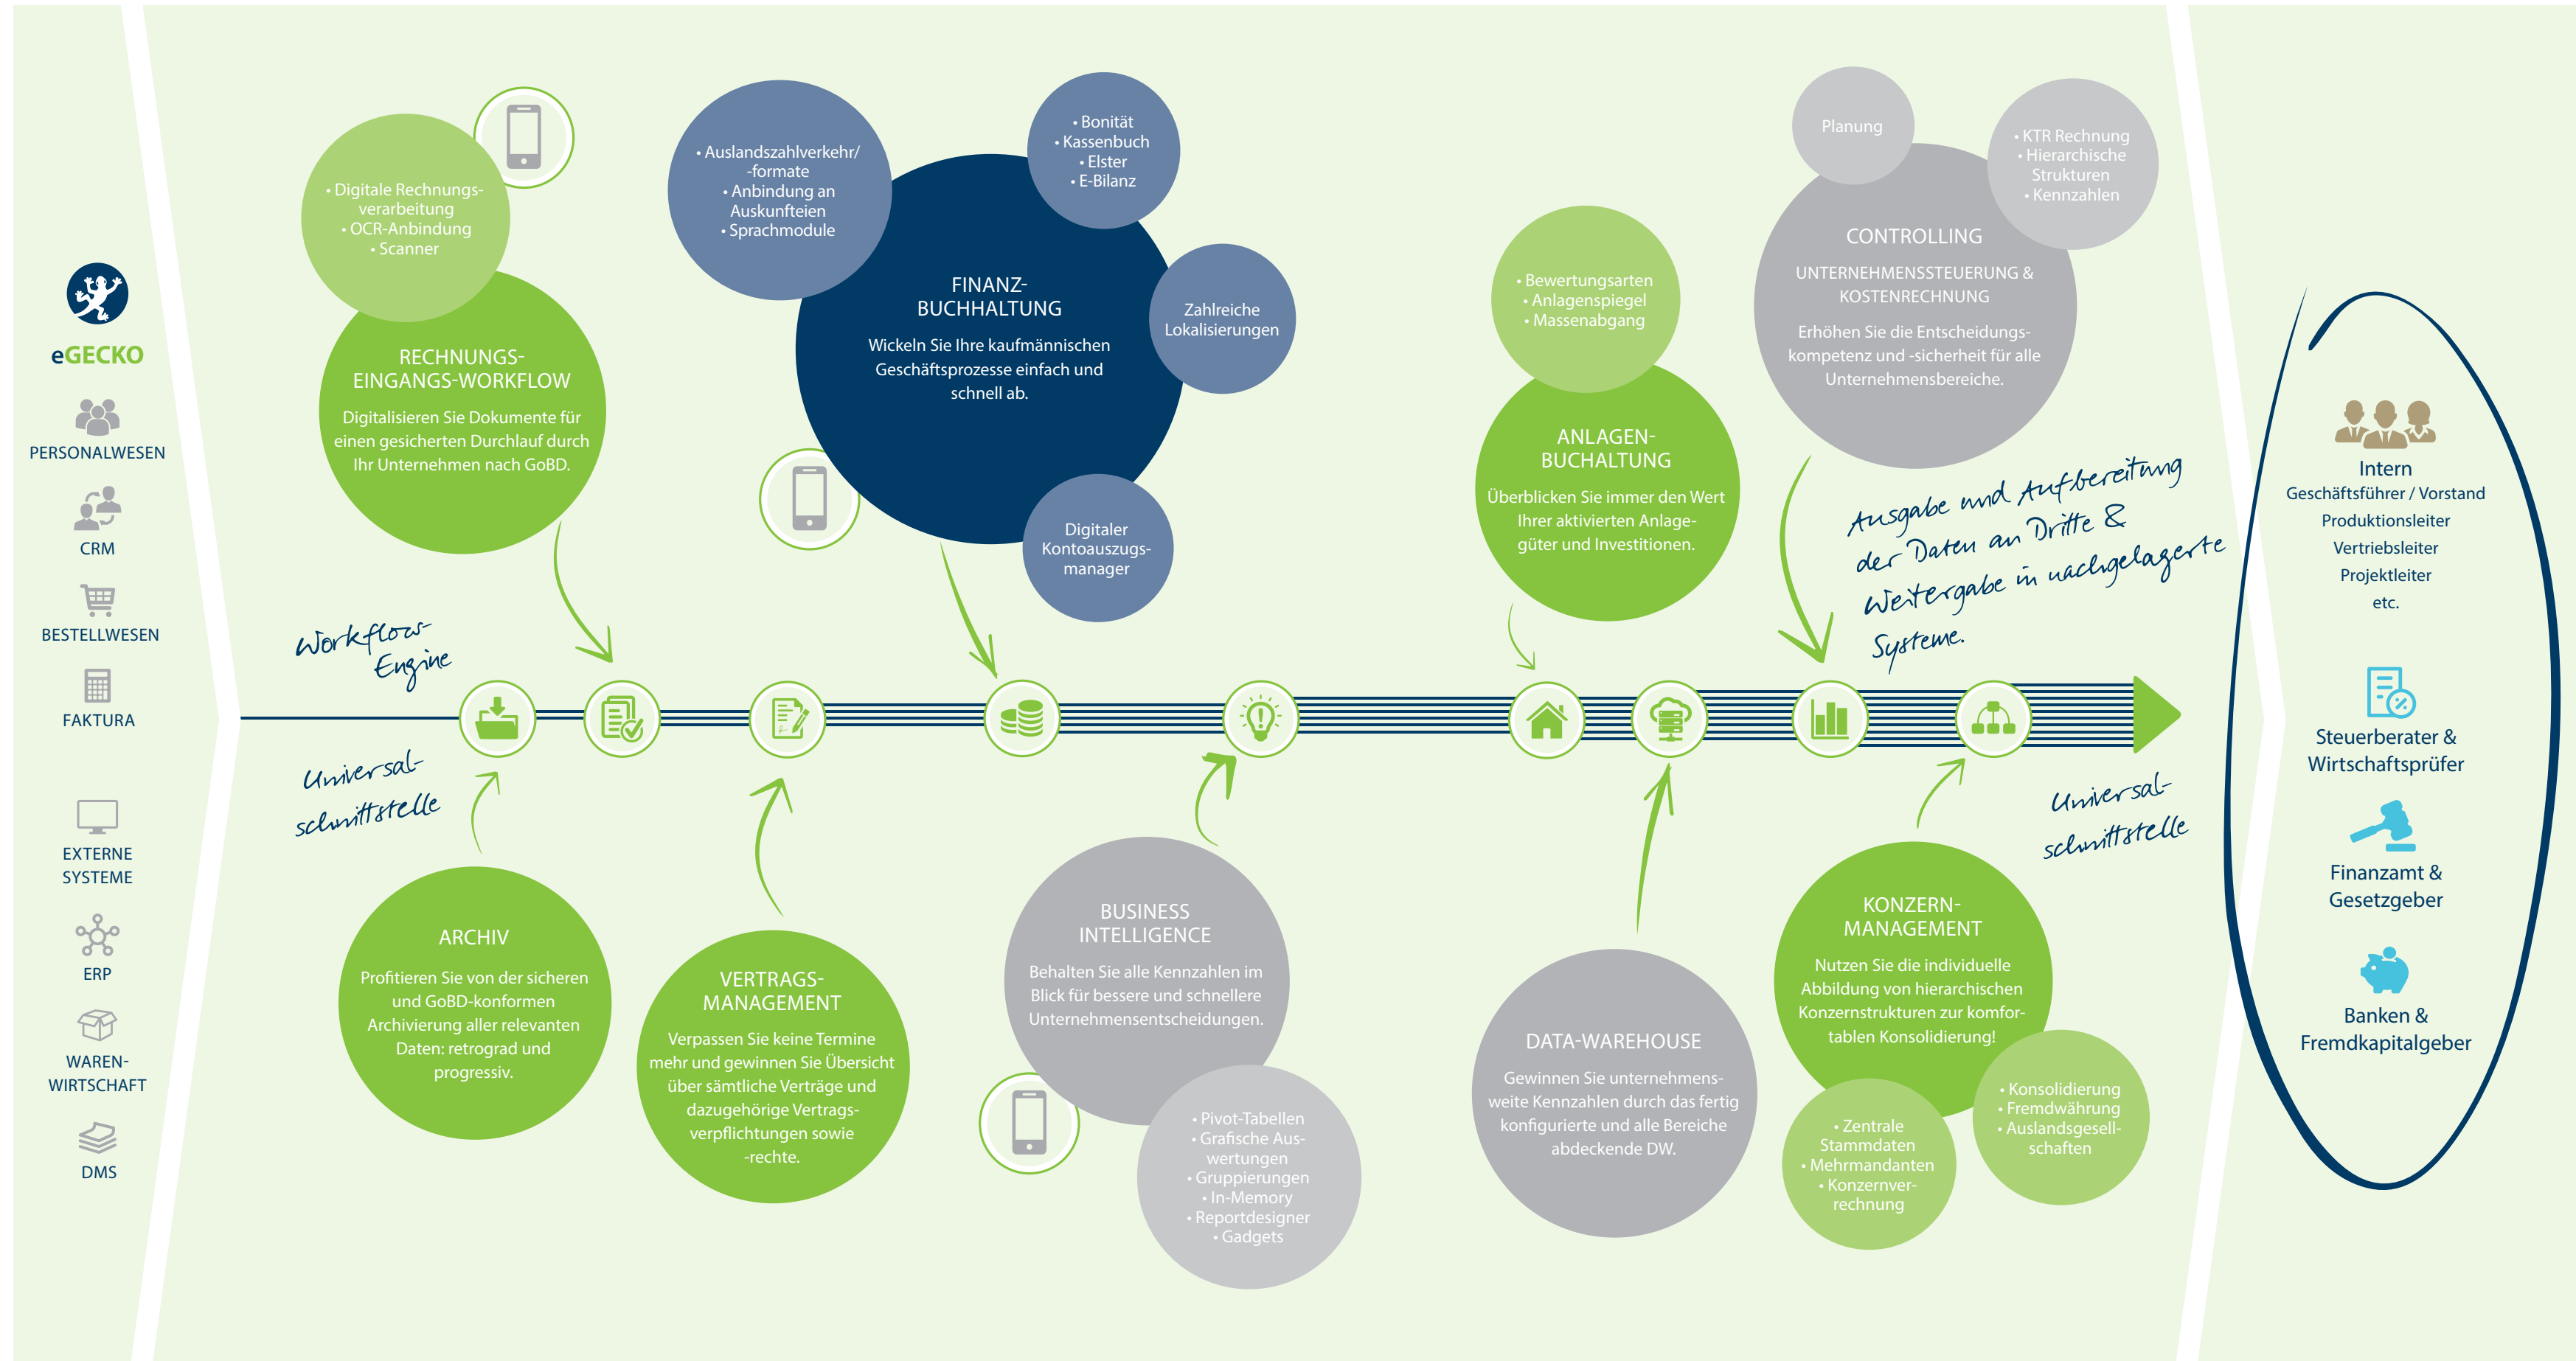 eGECKO
PERSONALWESEN
CRM
BESTELLWESEN
FAKTURA
EXTERNE
SYSTEME
ERP
WAREN-
WIRTSCHAFT
DMS
• Digitale Rechnungs-
verarbeitung
• OCR-Anbindung
• Scanner
RECHNUNGS-
EINGANGS-WORKFLOW
Digitalisieren Sie Dokumente für
einen gesicherten Durchlauf durch
Ihr Unternehmen nach GoBD.
• Auslandszahlverkehr/
-formate
• Anbindung an
Auskunfteien
• Sprachmodule
• Bonität
• Kassenbuch
• Elster
• E-Bilanz
FINANZ-
BUCHHALTUNG
Wickeln Sie Ihre kaufmännischen
Geschäftsprozesse einfach und
schnell ab.
Zahlreiche
Lokalisierungen
Digitaler
Kontoauszugs-
manager
• Bewertungsarten
• Anlagenspiegel
• Massenabgang
ANLAGEN-
BUCHALTUNG
Überblicken Sie immer den Wert
Ihrer aktivierten Anlage-
güter und Investitionen.
Planung
• KTR Rechnung
• Hierarchische
Strukturen
• Kennzahlen
CONTROLLING
UNTERNEHMENSSTEUERUNG &
KOSTENRECHNUNG
Erhöhen Sie die Entscheidungs-
kompetenz und -sicherheit für alle
Unternehmensbereiche.
Ausgabe und Aufbereitung
der Daten an Dritte &
Weitergabe in nachgelagerte
Systeme.
Workflow-
Engine
Universal-
schnittstelle
ARCHIV
Profitieren Sie von der sicheren
und GoBD-konformen
Archivierung aller relevanten
Daten: retrograd und
progressiv.
VERTRAGS-
MANAGEMENT
Verpassen Sie keine Termine
mehr und gewinnen Sie Übersicht
über sämtliche Verträge und
dazugehörige Vertrags-
verpflichtungen sowie
-rechte.
BUSINESS
INTELLIGENCE
Behalten Sie alle Kennzahlen im
Blick für bessere und schnellere
Unternehmensentscheidungen.
• Pivot-Tabellen
• Grafische Aus-
wertungen
• Gruppierungen
• In-Memory
• Reportdesigner
• Gadgets
DATA-WAREHOUSE
Gewinnen Sie unternehmens-
weite Kennzahlen durch das fertig
konfigurierte und alle Bereiche
abdeckende DW.
KONZERN-
MANAGEMENT
Nutzen Sie die individuelle
Abbildung von hierarchischen
Konzernstrukturen zur komfor-
tablen Konsolidierung!
• Zentrale
Stammdaten
• Mehrmandanten
• Konzernver-
rechnung
• Konsolidierung
• Fremdwährung
• Auslandsgesell-
schaften
Universal-
schnittstelle
Intern
Geschäftsführer / Vorstand
Produktionsleiter
Vertriebsleiter
Projektleiter
etc.
Steuerberater &
Wirtschaftsprüfer
Finanzamt &
Gesetzgeber
Banken &
Fremdkapitalgeber